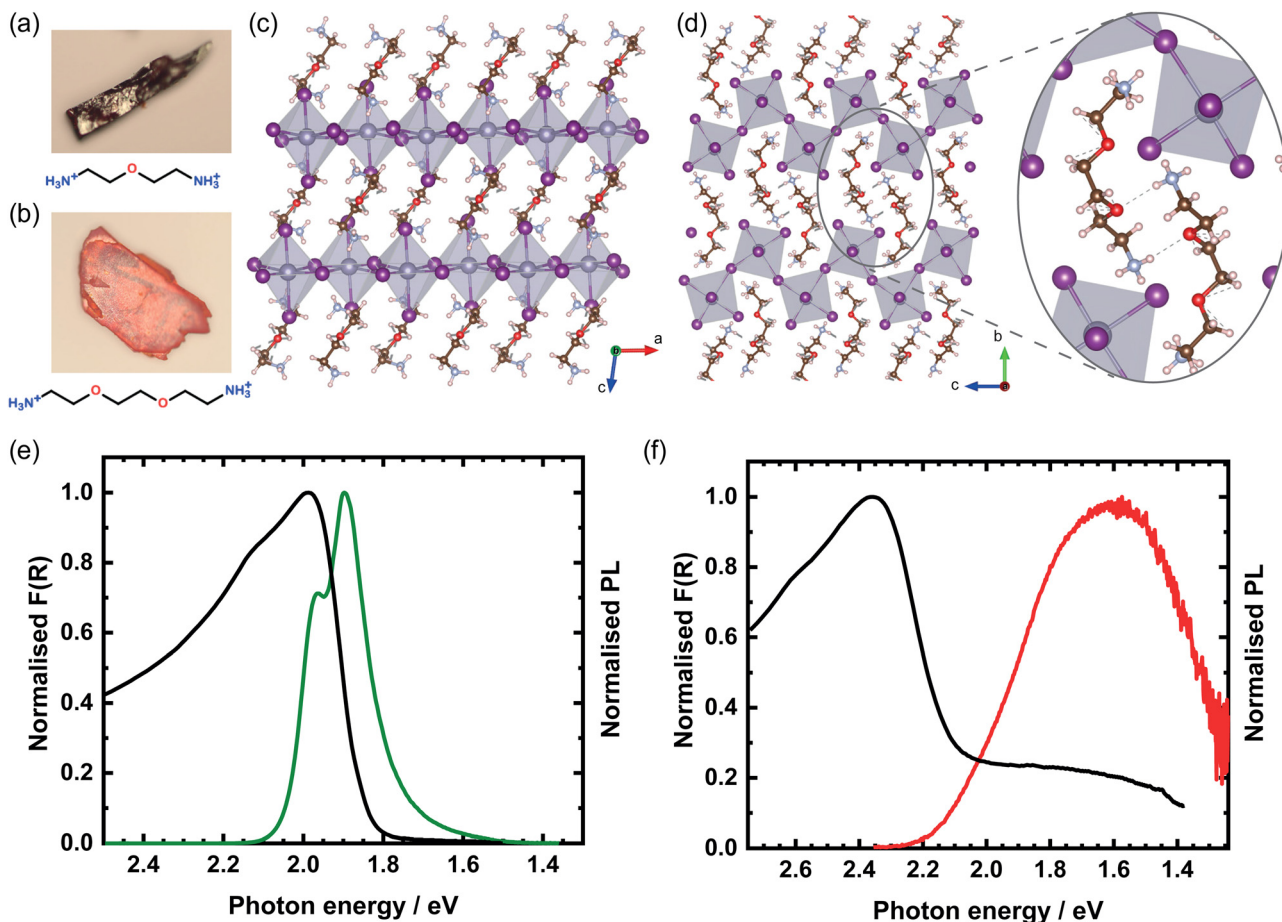 (a)
H₃N⁺ O NH₃⁺
(b)
H₃N⁺ O O NH₃⁺
(c)
b a
c
(d)
b
c a
(e)
Normalised F(R)
1.0
0.8
0.6
0.4
0.2
0.0
2.4 2.2 2.0 1.8 1.6 1.4
Photon energy / eV
Normalised PL
(f)
Normalised F(R)
1.0
0.8
0.6
0.4
0.2
0.0
2.6 2.4 2.2 2.0 1.8 1.6 1.4
Photon energy / eV
Normalised PL